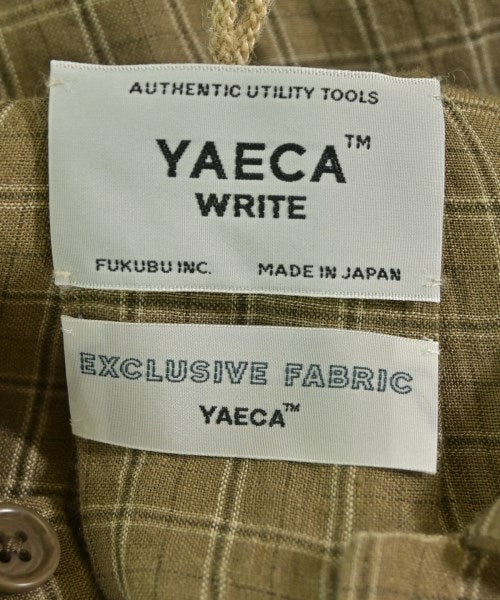 AUTHENTIC UTILITY TOOLS
YAECA™
WRITE
FUKUBU INC. MADE IN JAPAN
EXCLUSIVE FABRIC
YAECA™